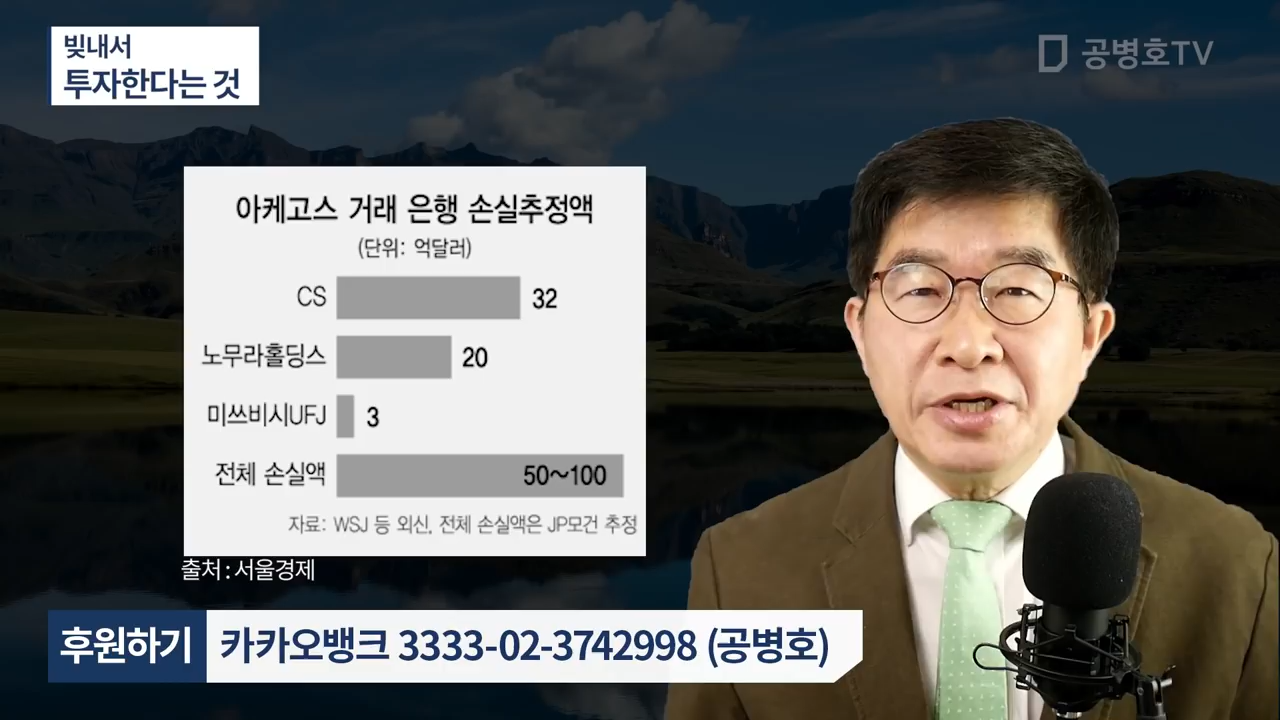 빚내서
투자한다는 것
공병호TV
아케고스 거래 은행 손실추정액
(단위: 억달러)
CS 32
노무라홀딩스 20
미쓰비시UFJ 3
전체 손실액 50~100
자료: WSJ 등 외신, 전체 손실액은 JP모건 추정
출처 : 서울경제
후원하기 카카오뱅크 3333-02-3742998 (공병호)